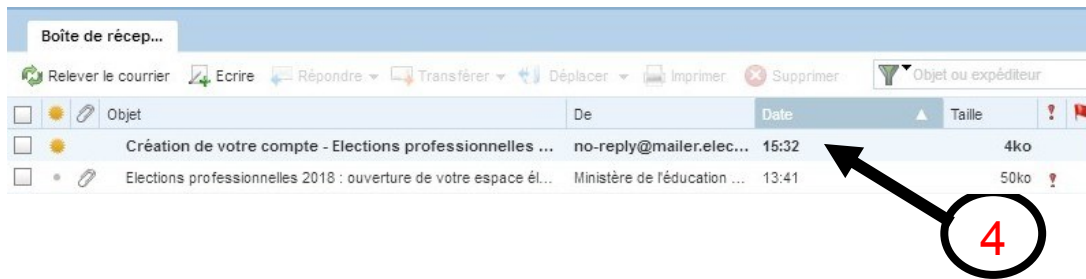 Boîte de récep...
Relever le courrier Ecrire Répondre Transférer Déplacer Imprimer Supprimer Objet ou expéditeur
Objet De Date Taille
Création de votre compte - Elections professionnelles ... no-reply@mailer.elec... 15:32 4ko
Elections professionnelles 2018 : ouverture de votre espace él... Ministère de l'éducation ... 13:41 50ko
4